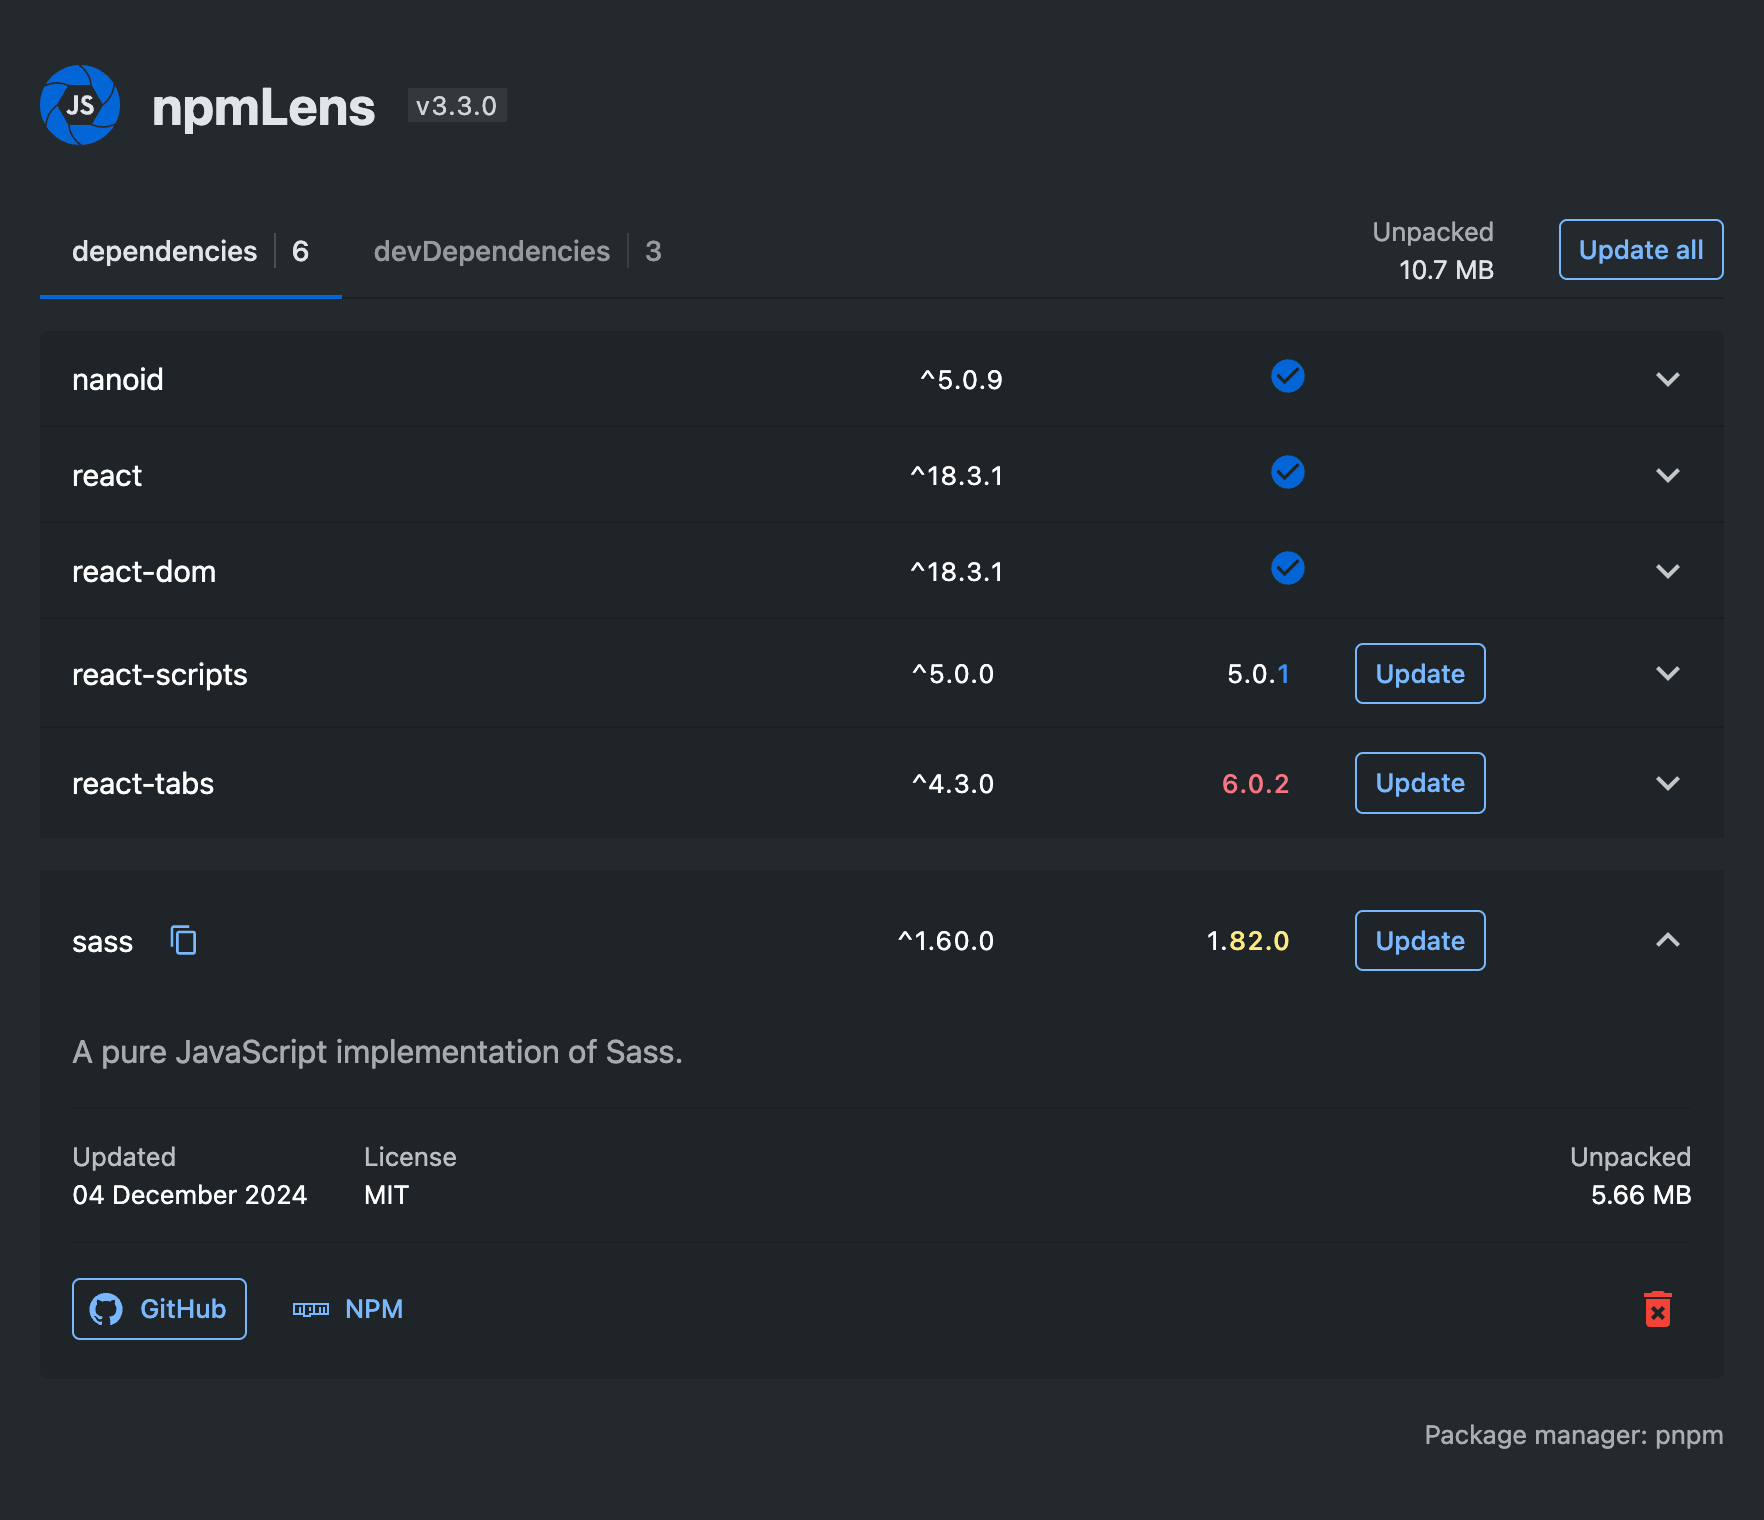 JS npmLens v3.3.0
dependencies 6 devDependencies 3 Unpacked 10.7 MB Update all
nanoid ^5.0.9
react ^18.3.1
react-dom ^18.3.1
react-scripts ^5.0.0 5.0.1 Update
react-tabs ^4.3.0 6.0.2 Update
sass ^1.60.0 1.82.0 Update
A pure JavaScript implementation of Sass.
Updated License Unpacked
04 December 2024 MIT 5.66 MB
GitHub NPM
Package manager: pnpm